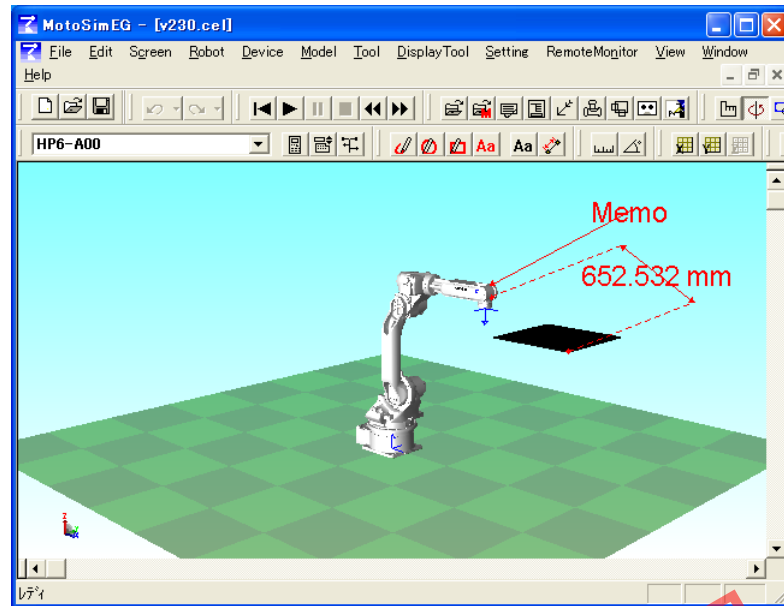 MotoSimEG - [v230.cel]
File Edit Screen Robot Device Model Tool DisplayTool Setting RemoteMonitor View Window
Help
HP6-A00
Aa Aa
Memo
652.532 mm
ﾚﾃﾞｨ